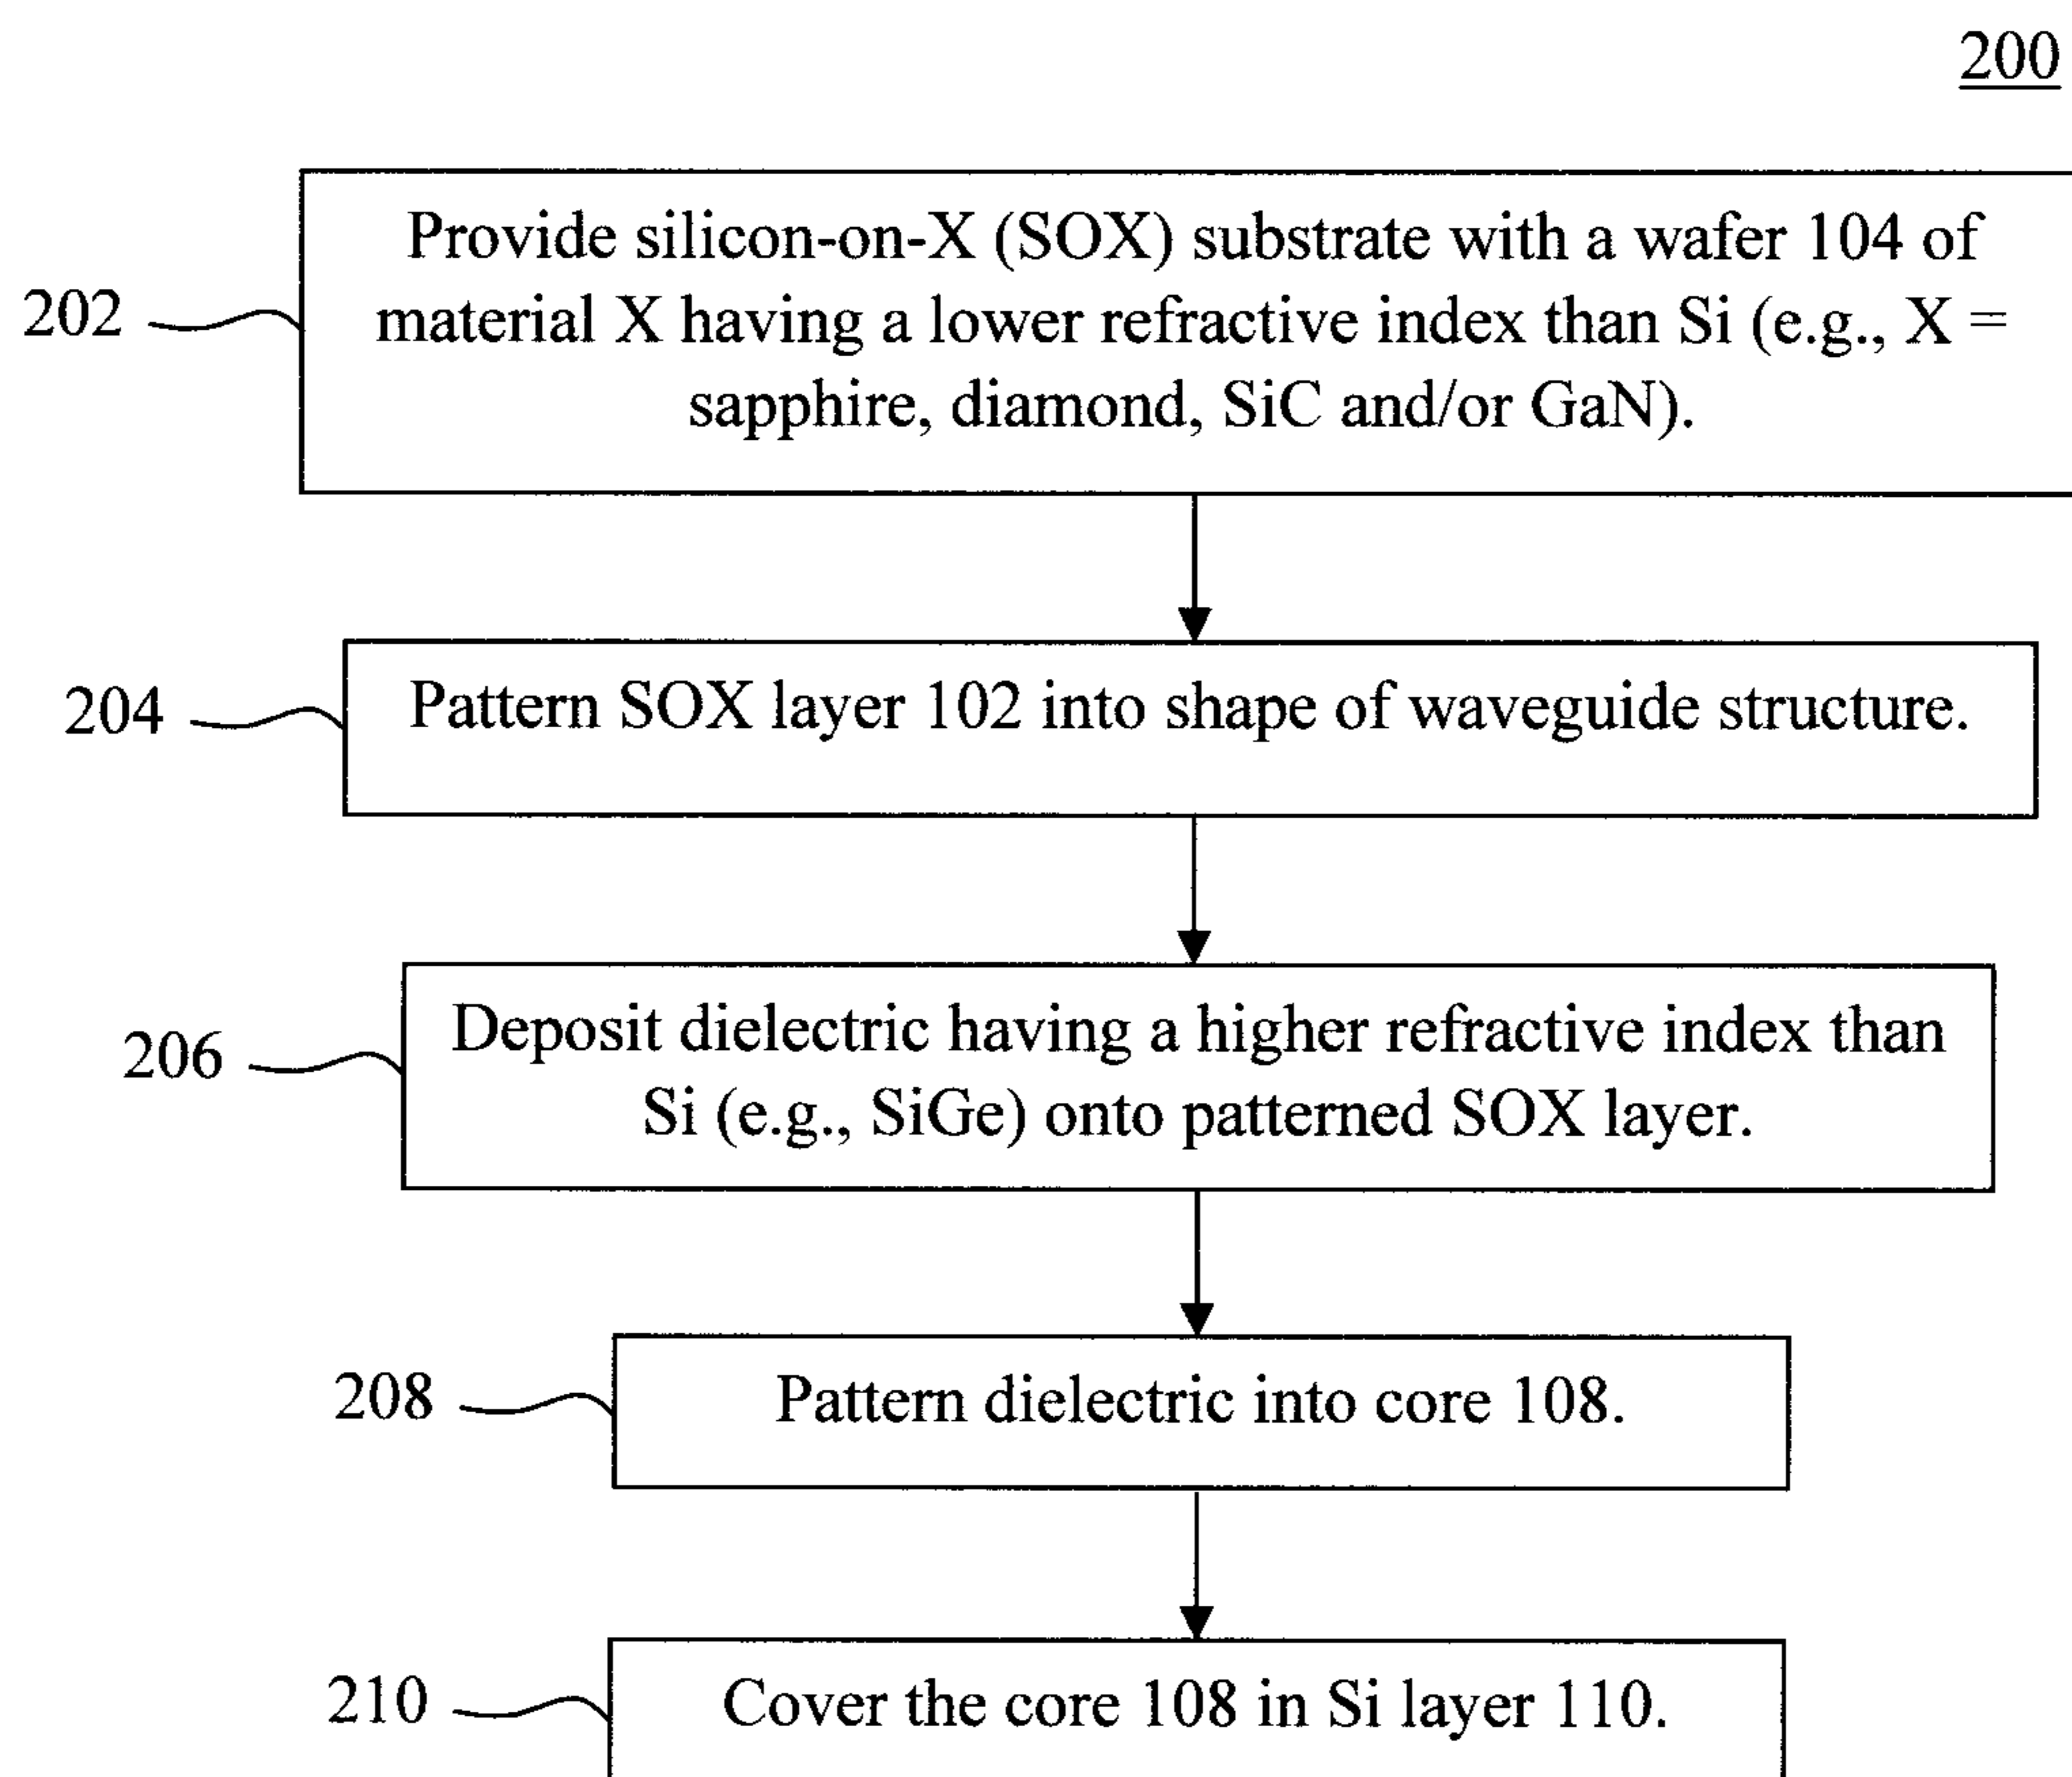 200
202
Provide silicon-on-X (SOX) substrate with a wafer 104 of
material X having a lower refractive index than Si (e.g., X =
sapphire, diamond, SiC and/or GaN).
204
Pattern SOX layer 102 into shape of waveguide structure.
206
Deposit dielectric having a higher refractive index than
Si (e.g., SiGe) onto patterned SOX layer.
208
Pattern dielectric into core 108.
210
Cover the core 108 in Si layer 110.